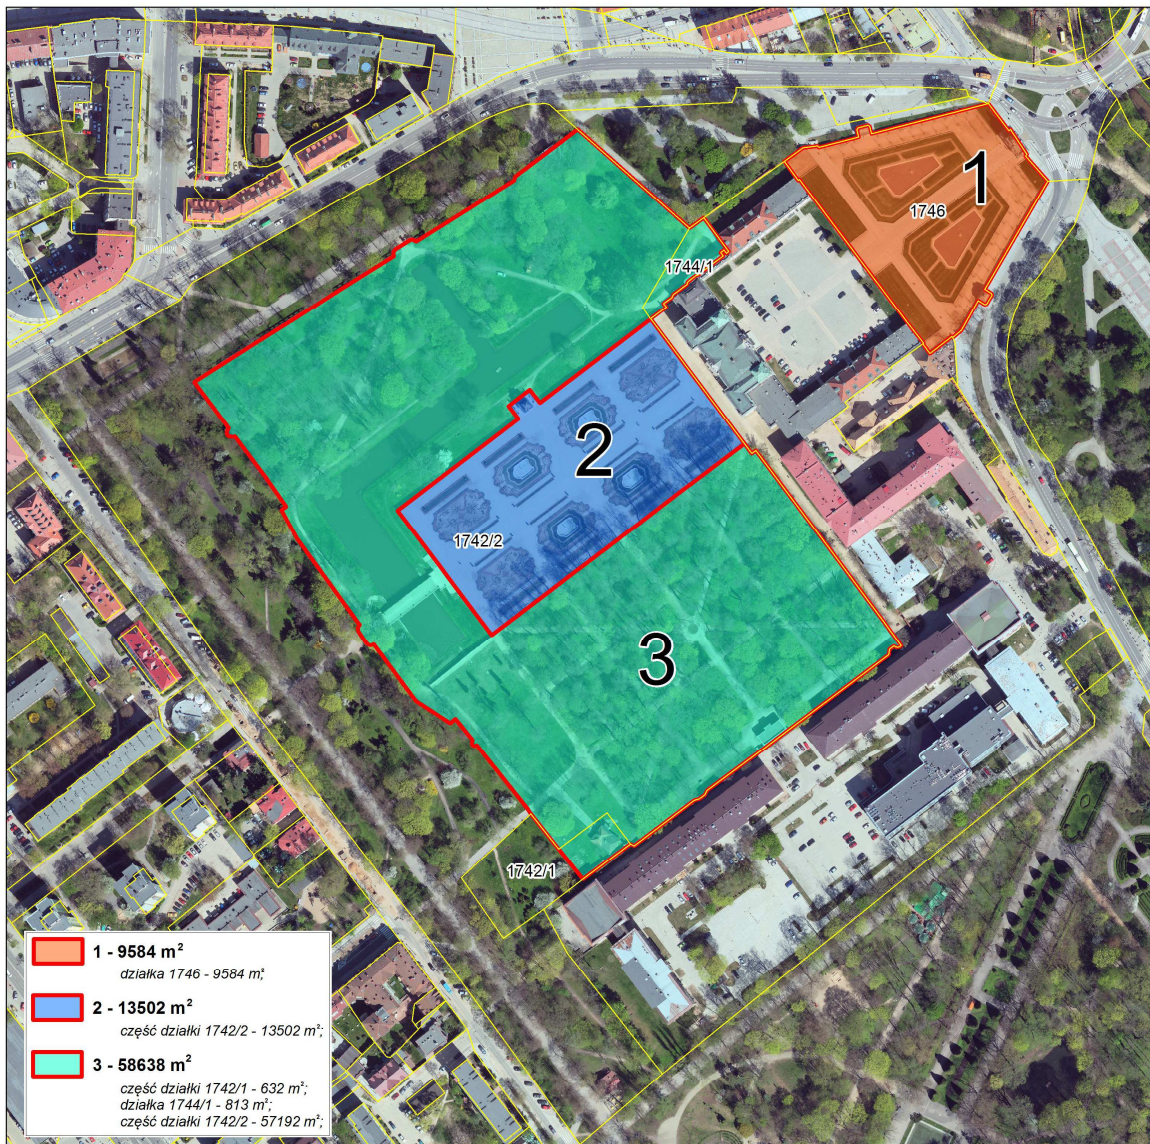 1
1746
1744/1
2
1742/2
3
1742/1
1 - 9584 m²
działka 1746 - 9584 m²;
2 - 13502 m²
część działki 1742/2 - 13502 m²;
3 - 58638 m²
część działki 1742/1 - 632 m²;
działka 1744/1 - 813 m²;
część działki 1742/2 - 57192 m²;